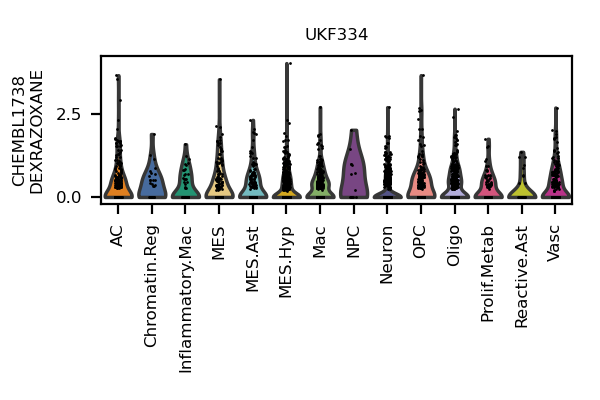 UKF334
CHEMBL1738
DEXRAZOXANE
2.5
0.0
AC
Chromatin.Reg
Inflammatory.Mac
MES
MES.Ast
MES.Hyp
Mac
NPC
Neuron
OPC
Oligo
Prolif.Metab
Reactive.Ast
Vasc